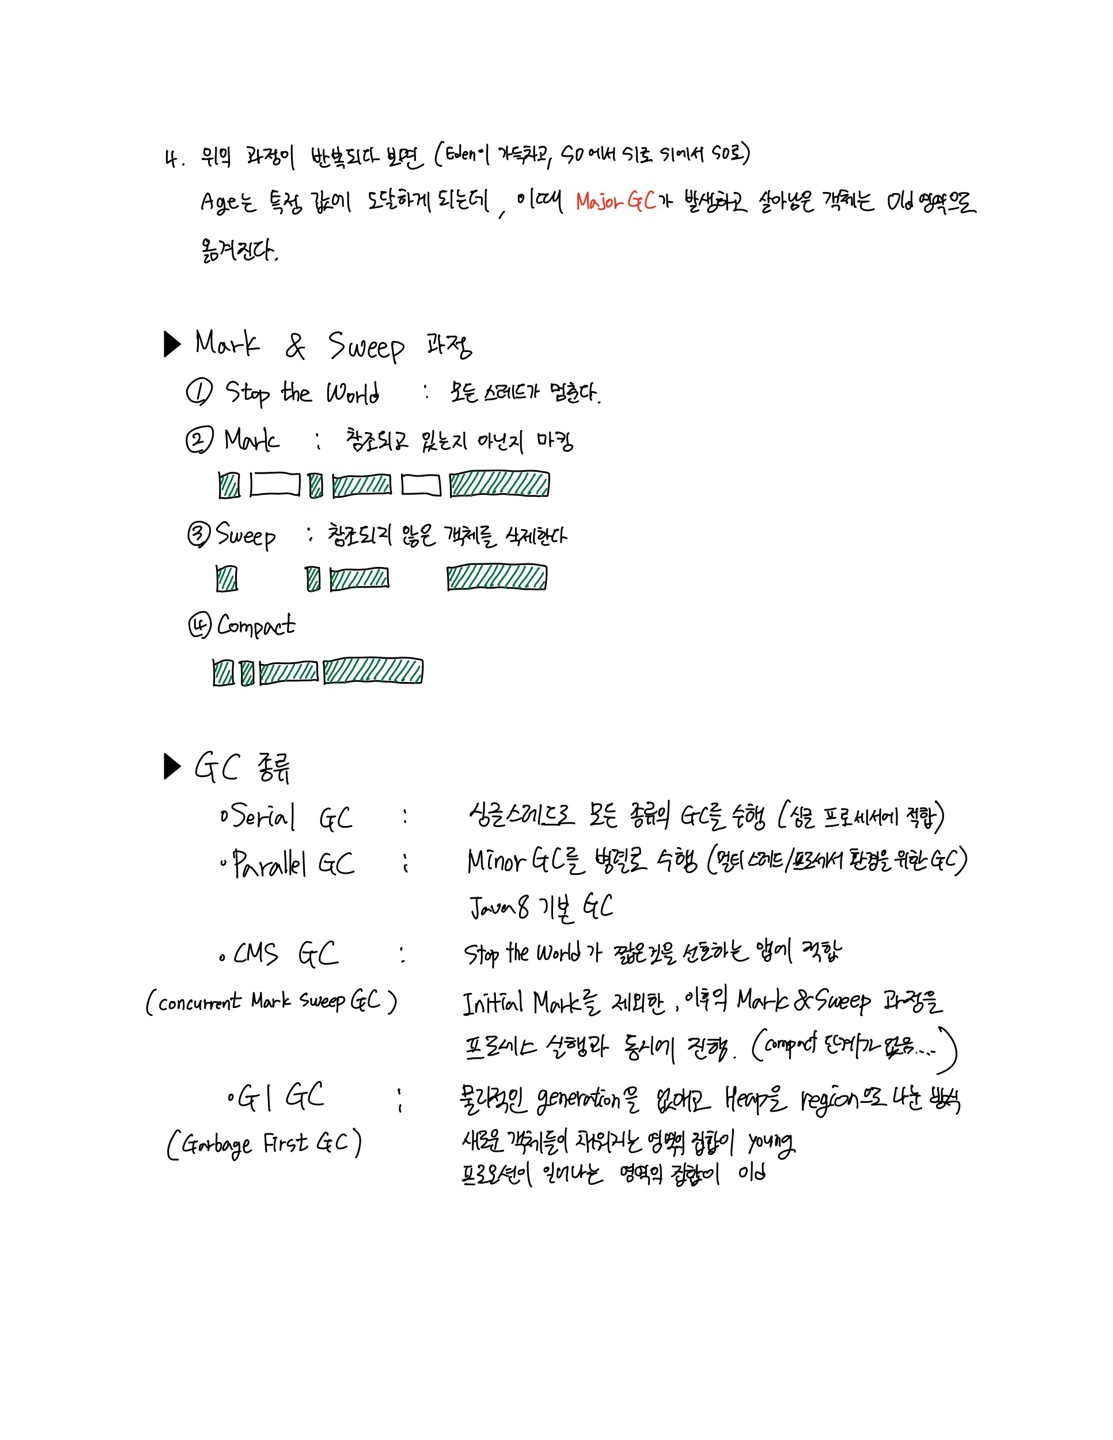 4. 위의 과정이 반복되다 보면 (Eden이 가득차고, S0에서 S1로 S1에서 S0로)
Age는 특정 값에 도달하게 되는데, 이때 Major GC가 발생하고 살아남은 객체는 Old 영역으로
옮겨진다.
▶ Mark & Sweep 과정
① Stop the World : 모든 스레드가 멈춘다.
② Mark : 참조되고 있는지 아닌지 마킹
③ Sweep : 참조되지 않은 객체를 삭제한다
④ Compact
▶ GC 종류
• Serial GC : 싱글스레드로 모든 종류의 GC를 수행 (싱글 프로세서에 적합)
• Parallel GC : Minor GC를 병렬로 수행 (멀티 스레드/프로세서 환경을 위한 GC)
Java8 기본 GC
• CMS GC : Stop the World가 짧은것을 선호하는 앱에 적합
(concurrent Mark Sweep GC) Initial Mark를 제외한, 이후의 Mark & Sweep 과정을
프로세스 실행과 동시에 진행. (compact 단계가 없음....)
• G1 GC : 물리적인 generation을 없애고 Heap을 region으로 나눈 방식
(Garbage First GC) 새로운 객체들이 채워지는 영역의 집합이 young
프로모션이 일어나는 영역의 집합이 old